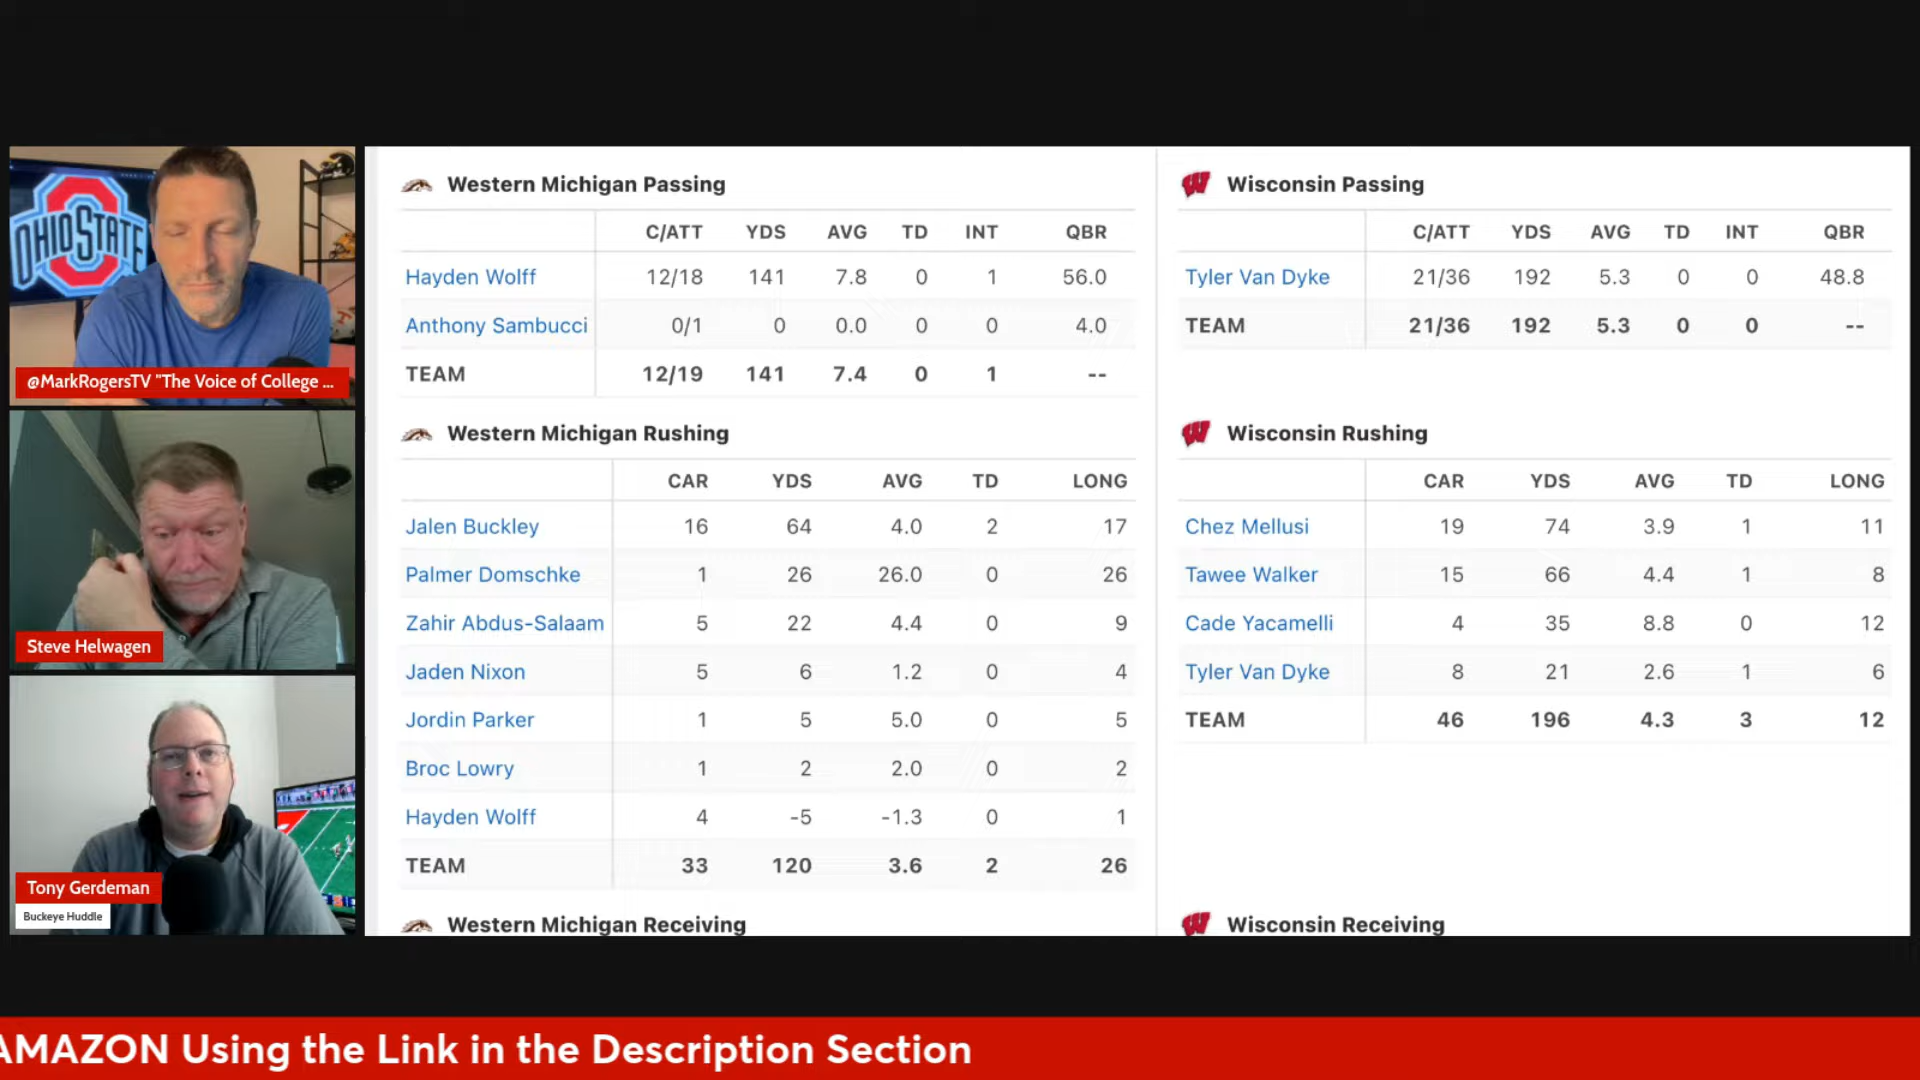 OHIO STATE
@MarkRogersTV "The Voice of College ...
Steve Helwagen
Tony Gerdeman
Buckeye Huddle
Western Michigan Passing
C/ATT YDS AVG TD INT QBR
Hayden Wolff 12/18 141 7.8 0 1 56.0
Anthony Sambucci 0/1 0 0.0 0 0 4.0
TEAM 12/19 141 7.4 0 1 --
Western Michigan Rushing
CAR YDS AVG TD LONG
Jalen Buckley 16 64 4.0 2 17
Palmer Domschke 1 26 26.0 0 26
Zahir Abdus-Salaam 5 22 4.4 0 9
Jaden Nixon 5 6 1.2 0 4
Jordin Parker 1 5 5.0 0 5
Broc Lowry 1 2 2.0 0 2
Hayden Wolff 4 -5 -1.3 0 1
TEAM 33 120 3.6 2 26
Western Michigan Receiving
W Wisconsin Passing
C/ATT YDS AVG TD INT QBR
Tyler Van Dyke 21/36 192 5.3 0 0 48.8
TEAM 21/36 192 5.3 0 0 --
W Wisconsin Rushing
CAR YDS AVG TD LONG
Chez Mellusi 19 74 3.9 1 11
Tawee Walker 15 66 4.4 1 8
Cade Yacamelli 4 35 8.8 0 12
Tyler Van Dyke 8 21 2.6 1 6
TEAM 46 196 4.3 3 12
W Wisconsin Receiving
AMAZON Using the Link in the Description Section